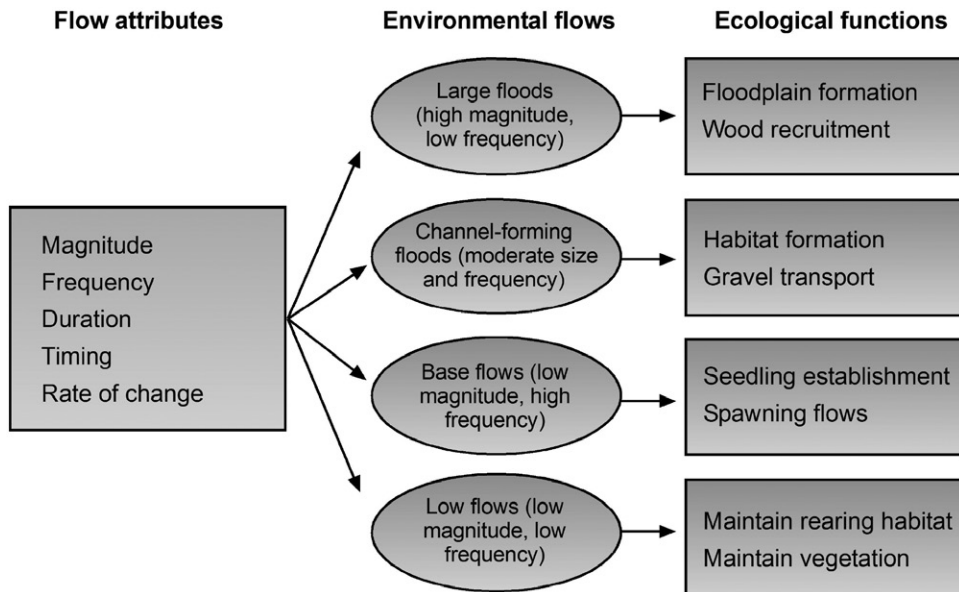 Flow attributes
Environmental flows
Ecological functions
Magnitude
Frequency
Duration
Timing
Rate of change
Large floods
(high magnitude,
low frequency)
Floodplain formation
Wood recruitment
Channel-forming
floods (moderate size
and frequency)
Habitat formation
Gravel transport
Base flows (low
magnitude, high
frequency)
Seedling establishment
Spawning flows
Low flows (low
magnitude, low
frequency)
Maintain rearing habitat
Maintain vegetation